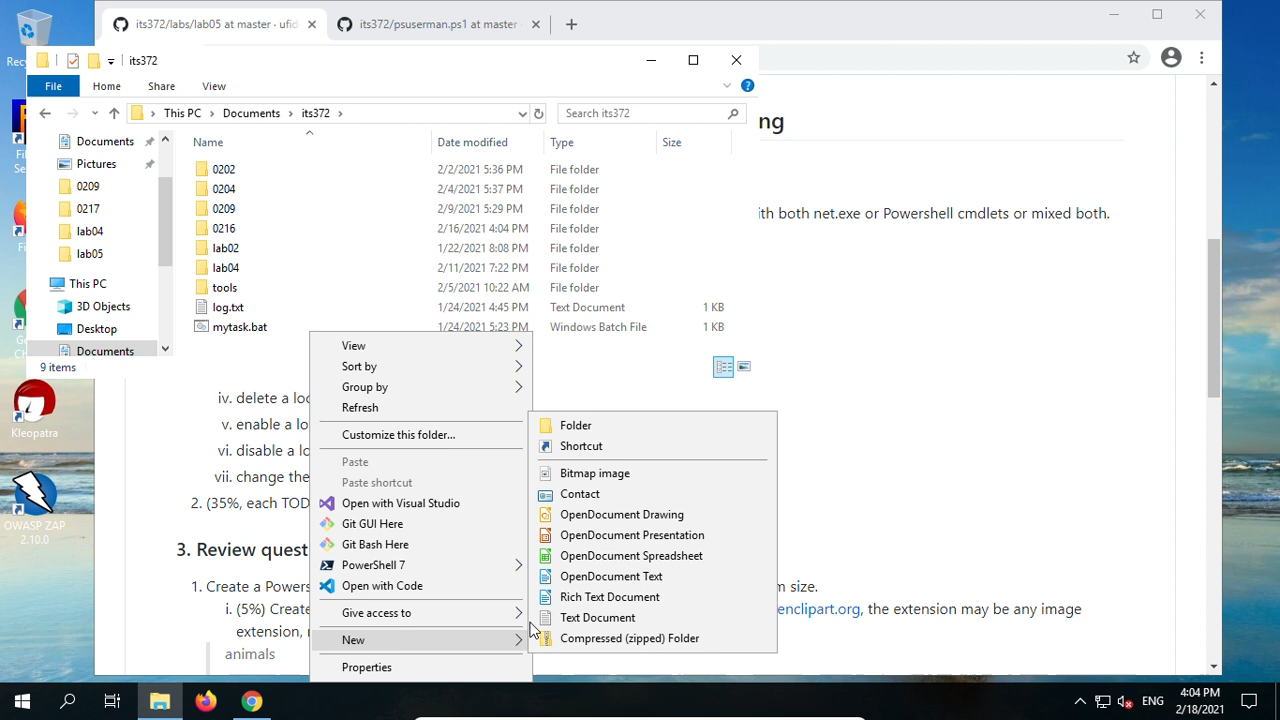 its372/labs/lab05 at master · ufid
its372/psuserman.ps1 at master ·
its372
File
Home
Share
View
This PC
Documents
its372
Search its372
Documents
Pictures
0209
0217
lab04
lab05
This PC
3D Objects
Desktop
Documents
Name
Date modified
Type
Size
0202 2/2/2021 5:36 PM File folder
0204 2/4/2021 5:37 PM File folder
0209 2/9/2021 5:29 PM File folder
0216 2/16/2021 4:04 PM File folder
lab02 1/22/2021 8:08 PM File folder
lab04 2/11/2021 7:22 PM File folder
tools 2/5/2021 10:22 AM File folder
log.txt 1/24/2021 4:45 PM Text Document 1 KB
mytask.bat 1/24/2021 5:23 PM Windows Batch File 1 KB
9 items
ng
ith both net.exe or Powershell cmdlets or mixed both.
iv. delete a loc
v. enable a lo
vi. disable a lo
vii. change the
2. (35%, each TOD
3. Review quest
1. Create a Powers
m size.
i. (5%) Create
enclipart.org, the extension may be any image
extension,
animals
View
Sort by
Group by
Refresh
Customize this folder...
Paste
Paste shortcut
Open with Visual Studio
Git GUI Here
Git Bash Here
PowerShell 7
Open with Code
Give access to
New
Properties
Folder
Shortcut
Bitmap image
Contact
OpenDocument Drawing
OpenDocument Presentation
OpenDocument Spreadsheet
OpenDocument Text
Rich Text Document
Text Document
Compressed (zipped) Folder
Kleopatra
OWASP ZAP
2.10.0
ENG
4:04 PM
2/18/2021